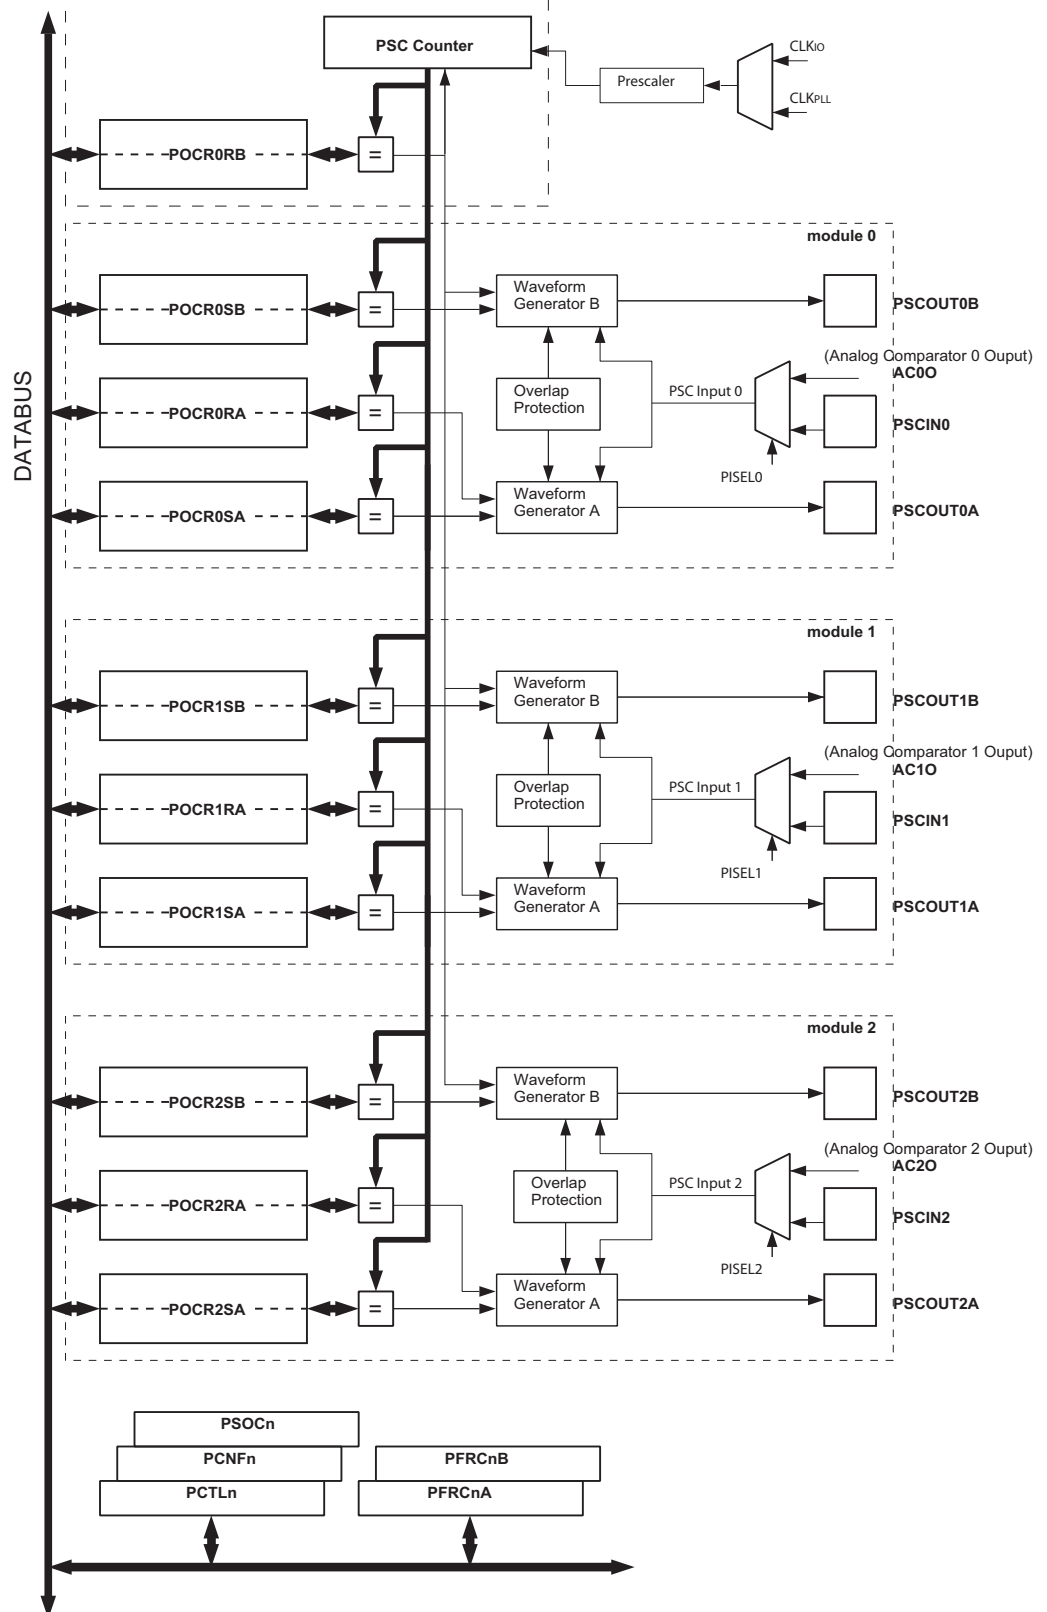 PSC Counter
CLKIO
Prescaler
CLKPLL
POCR0RB
=
module 0
POCR0SB
=
Waveform
Generator B
PSCOUT0B
(Analog Comparator 0 Ouput)
AC0O
POCR0RA
=
Overlap
Protection
PSC Input 0
PSCIN0
PISEL0
POCR0SA
=
Waveform
Generator A
PSCOUT0A
DATABUS
module 1
POCR1SB
=
Waveform
Generator B
PSCOUT1B
(Analog Comparator 1 Ouput)
AC1O
POCR1RA
=
Overlap
Protection
PSC Input 1
PSCIN1
PISEL1
POCR1SA
=
Waveform
Generator A
PSCOUT1A
module 2
POCR2SB
=
Waveform
Generator B
PSCOUT2B
(Analog Comparator 2 Ouput)
AC2O
POCR2RA
=
Overlap
Protection
PSC Input 2
PSCIN2
PISEL2
POCR2SA
=
Waveform
Generator A
PSCOUT2A
PSOCn
PCNFn
PFRCnB
PCTLn
PFRCnA